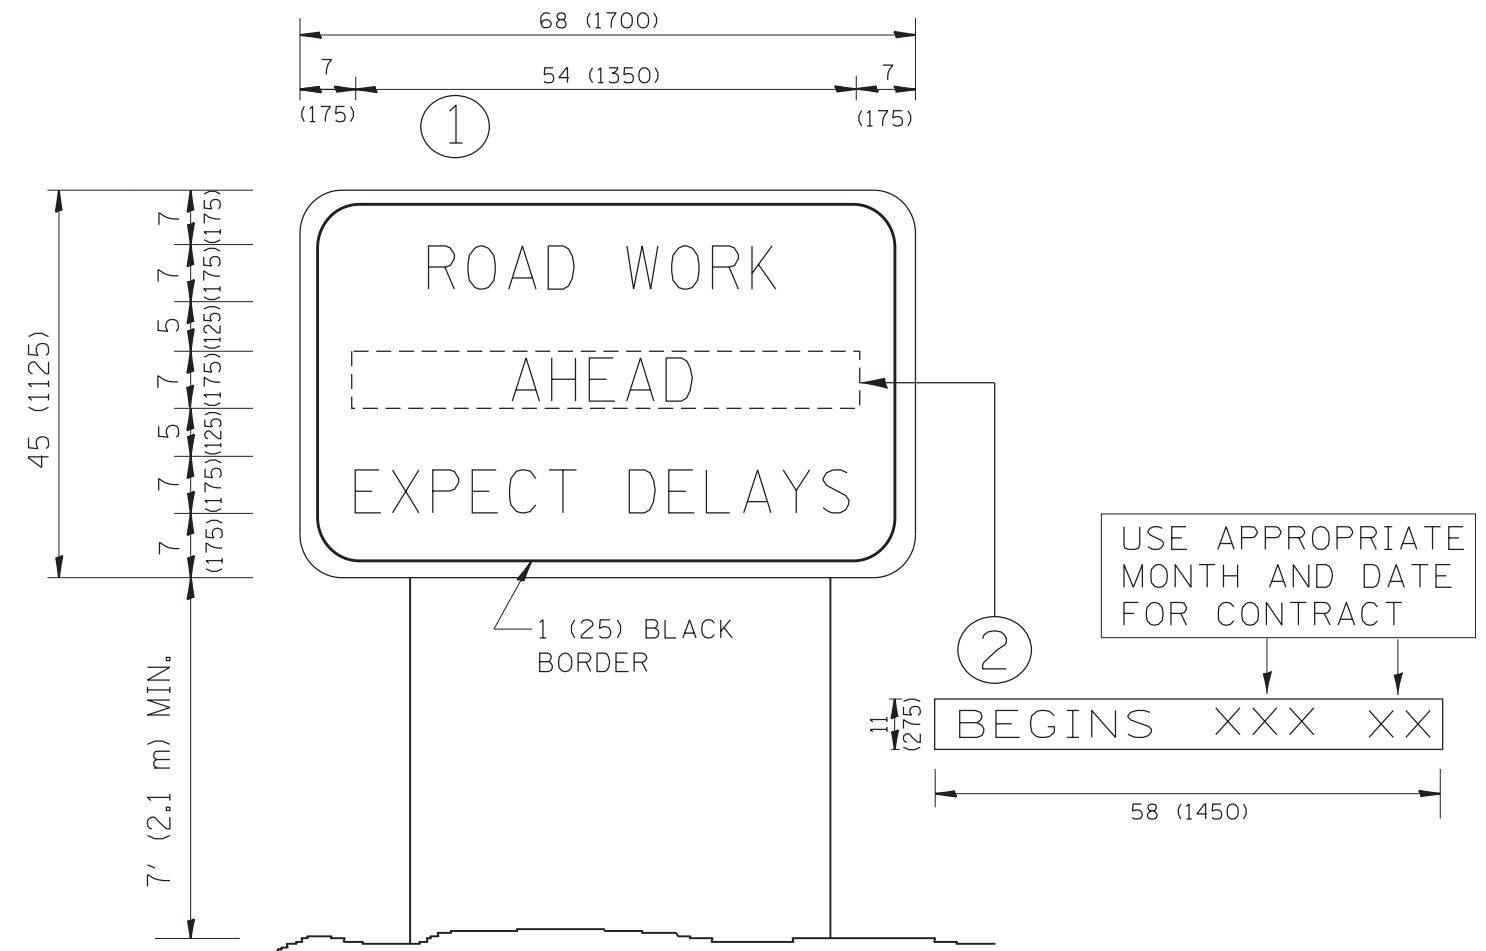 68 (1700)
7
54 (1350)
7
(175)
(175)
1
7
(175)
7
(175)
5
(125)
7
(175)
5
(125)
7
(175)
7
(175)
45 (1125)
ROAD WORK
AHEAD
EXPECT DELAYS
1 (25) BLACK
BORDER
7' (2.1 m) MIN.
USE APPROPRIATE
MONTH AND DATE
FOR CONTRACT
2
11
(275)
BEGINS XXX XX
58 (1450)